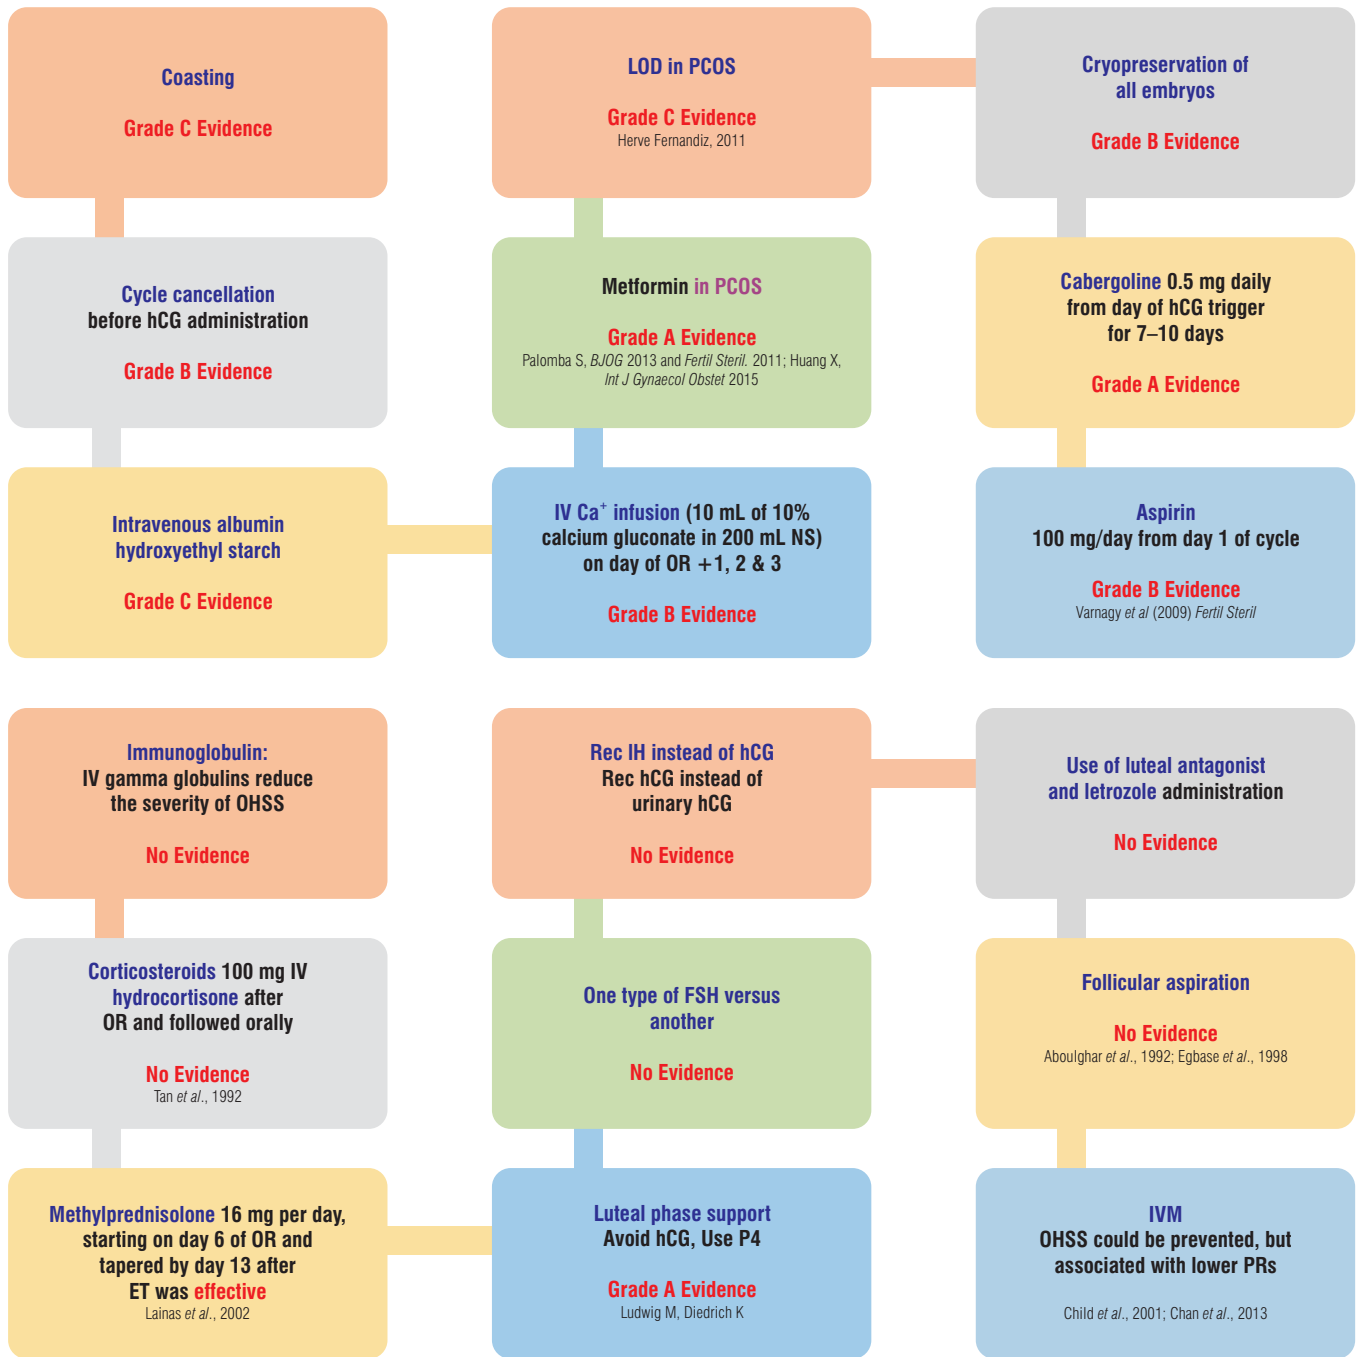 Coasting
Grade C Evidence
Cycle cancellation
before hCG administration
Grade B Evidence
Intravenous albumin
hydroxyethyl starch
Grade C Evidence
IV Ca⁺ infusion (10 mL of 10%
calcium gluconate in 200 mL NS)
on day of OR +1, 2 & 3
Grade B Evidence
Metformin in PCOS
Grade A Evidence
Palomba S, BJOG 2013 and Fertil Steril. 2011; Huang X,
Int J Gynaecol Obstet 2015
LOD in PCOS
Grade C Evidence
Herve Fernandiz, 2011
Cryopreservation of
all embryos
Grade B Evidence
Cabergoline 0.5 mg daily
from day of hCG trigger
for 7–10 days
Grade A Evidence
Aspirin
100 mg/day from day 1 of cycle
Grade B Evidence
Varnagy et al (2009) Fertil Steril
Immunoglobulin:
IV gamma globulins reduce
the severity of OHSS
No Evidence
Corticosteroids 100 mg IV
hydrocortisone after
OR and followed orally
No Evidence
Tan et al., 1992
Methylprednisolone 16 mg per day,
starting on day 6 of OR and
tapered by day 13 after
ET was effective
Lainas et al., 2002
Luteal phase support
Avoid hCG, Use P4
Grade A Evidence
Ludwig M, Diedrich K
One type of FSH versus
another
No Evidence
Rec IH instead of hCG
Rec hCG instead of
urinary hCG
No Evidence
Use of luteal antagonist
and letrozole administration
No Evidence
Follicular aspiration
No Evidence
Aboulghar et al., 1992; Egbase et al., 1998
IVM
OHSS could be prevented, but
associated with lower PRs
Child et al., 2001; Chan et al., 2013